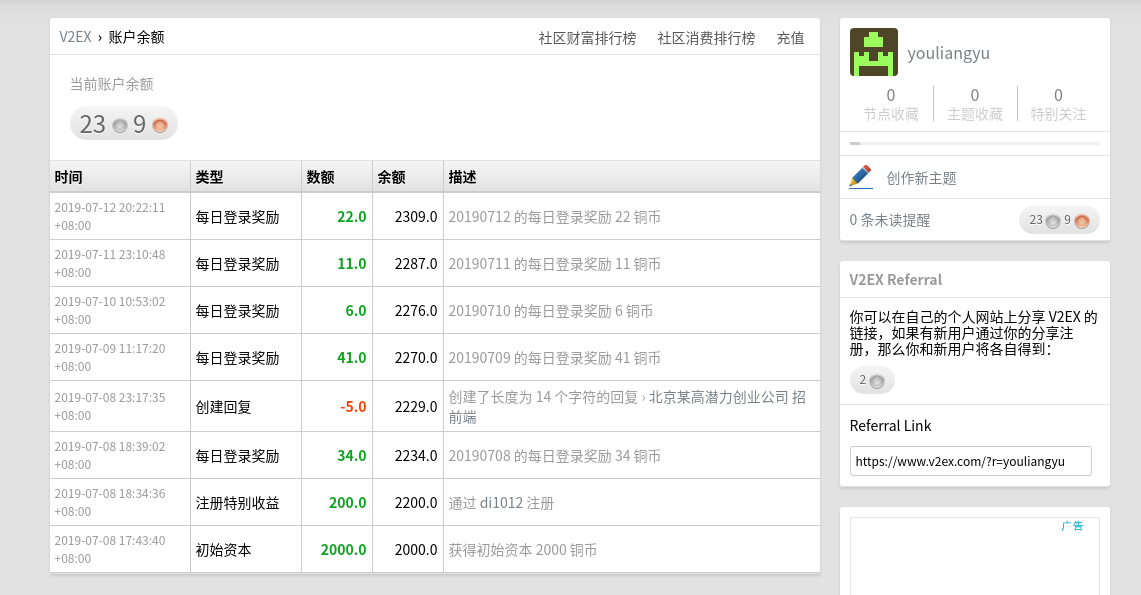 V2EX › 账户余额 社区财富排行榜 社区消费排行榜 充值
当前账户余额
23 9
时间 类型 数额 余额 描述
2019-07-12 20:22:11
+08:00
每日登录奖励 22.0 2309.0 20190712 的每日登录奖励 22 铜币
2019-07-11 23:10:48
+08:00
每日登录奖励 11.0 2287.0 20190711 的每日登录奖励 11 铜币
2019-07-10 10:53:02
+08:00
每日登录奖励 6.0 2276.0 20190710 的每日登录奖励 6 铜币
2019-07-09 11:17:20
+08:00
每日登录奖励 41.0 2270.0 20190709 的每日登录奖励 41 铜币
2019-07-08 23:17:35
+08:00
创建回复 -5.0 2229.0 创建了长度为 14 个字符的回复 › 北京某高潜力创业公司 招
前端
2019-07-08 18:39:02
+08:00
每日登录奖励 34.0 2234.0 20190708 的每日登录奖励 34 铜币
2019-07-08 18:34:36
+08:00
注册特别收益 200.0 2200.0 通过 di1012 注册
2019-07-08 17:43:40
+08:00
初始资本 2000.0 2000.0 获得初始资本 2000 铜币
youliangyu
0 0 0
节点收藏 主题收藏 特别关注
创作新主题
0 条未读提醒 23 9
V2EX Referral
你可以在自己的个人网站上分享 V2EX 的
链接，如果有新用户通过你的分享注
册，那么你和新用户将各自得到：
2
Referral Link
https://www.v2ex.com/?r=youliangyu
广告